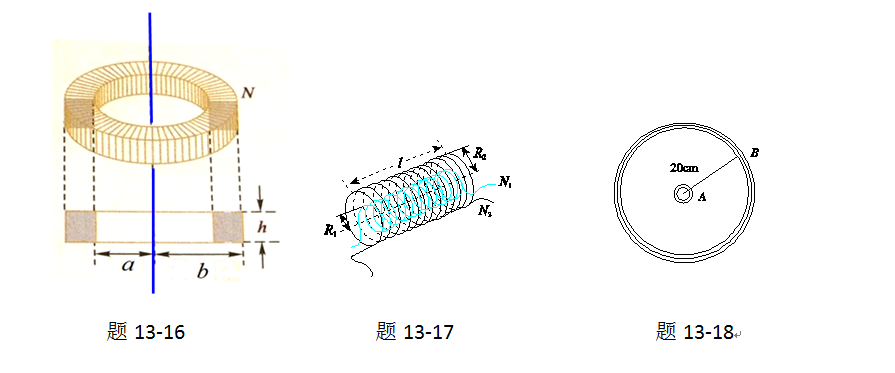 N
h
a
b
l
R₂
R₁
N₁
N₂
20cm
A
B
题 13-16
题 13-17
题 13-18